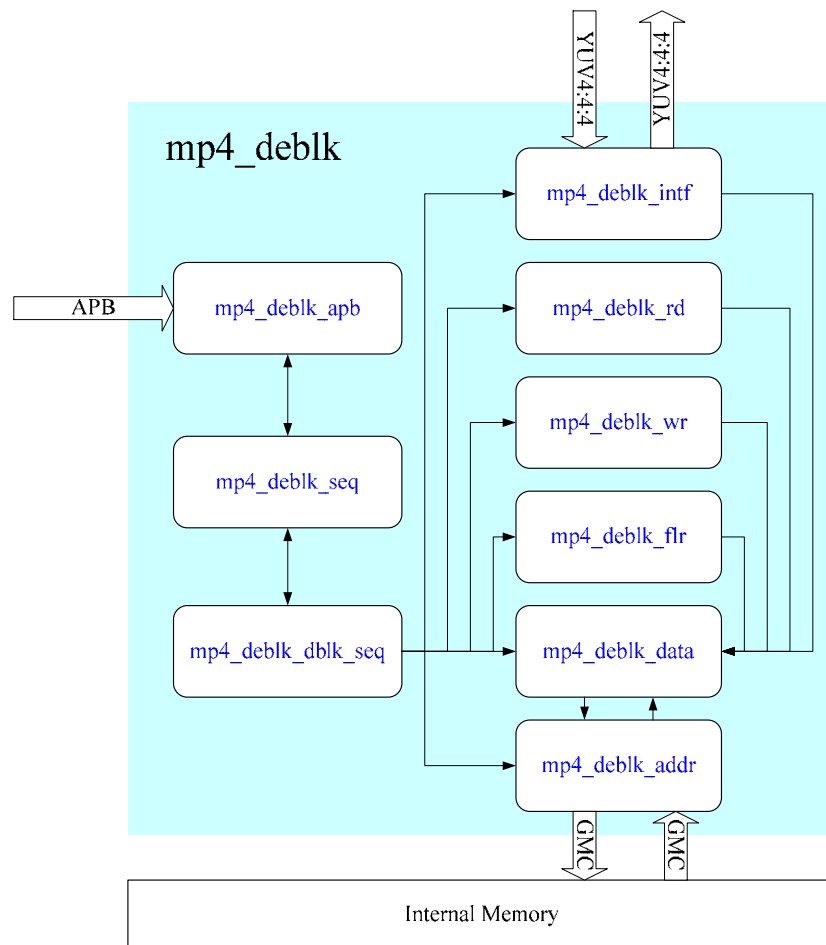 YUV4:4:4
YUV4:4:4
mp4_deblk
mp4_deblk_intf
APB
mp4_deblk_apb
mp4_deblk_rd
mp4_deblk_wr
mp4_deblk_seq
mp4_deblk_flr
mp4_deblk_dblk_seq
mp4_deblk_data
mp4_deblk_addr
GMC
GMC
Internal Memory